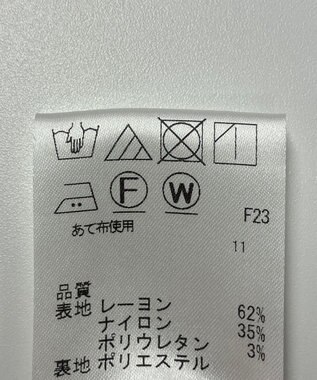 F W
F23
あて布使用
11
品質
表地 レーヨン 62%
ナイロン 35%
ポリウレタン 3%
裏地 ポリエステル